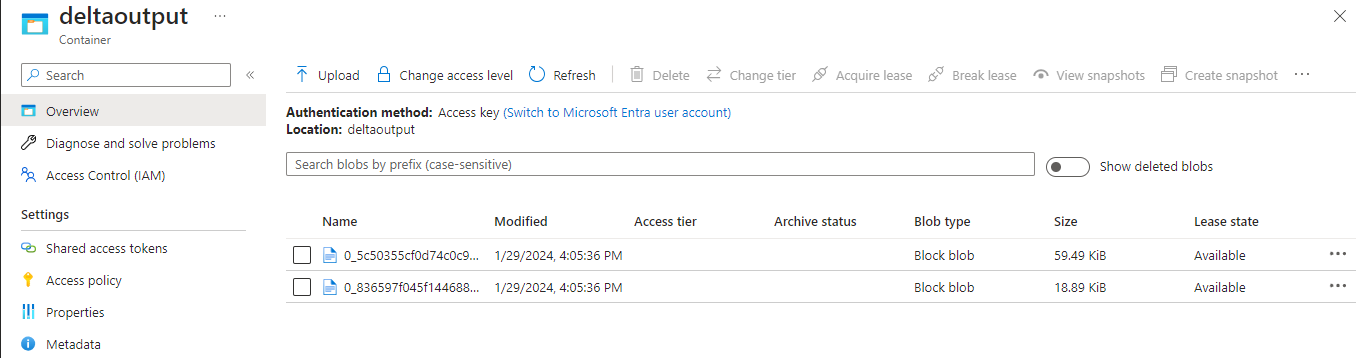 deltaoutput ...
Container
Search «
Overview
Diagnose and solve problems
Access Control (IAM)
Settings
Shared access tokens
Access policy
Properties
Metadata
Upload Change access level Refresh Delete Change tier Acquire lease Break lease View snapshots Create snapshot ...
Authentication method: Access key (Switch to Microsoft Entra user account)
Location: deltaoutput
Search blobs by prefix (case-sensitive)
Show deleted blobs
Name Modified Access tier Archive status Blob type Size Lease state
0_5c50355cf0d74c0c9... 1/29/2024, 4:05:36 PM Block blob 59.49 KiB Available ...
0_836597f045f144688... 1/29/2024, 4:05:36 PM Block blob 18.89 KiB Available ...